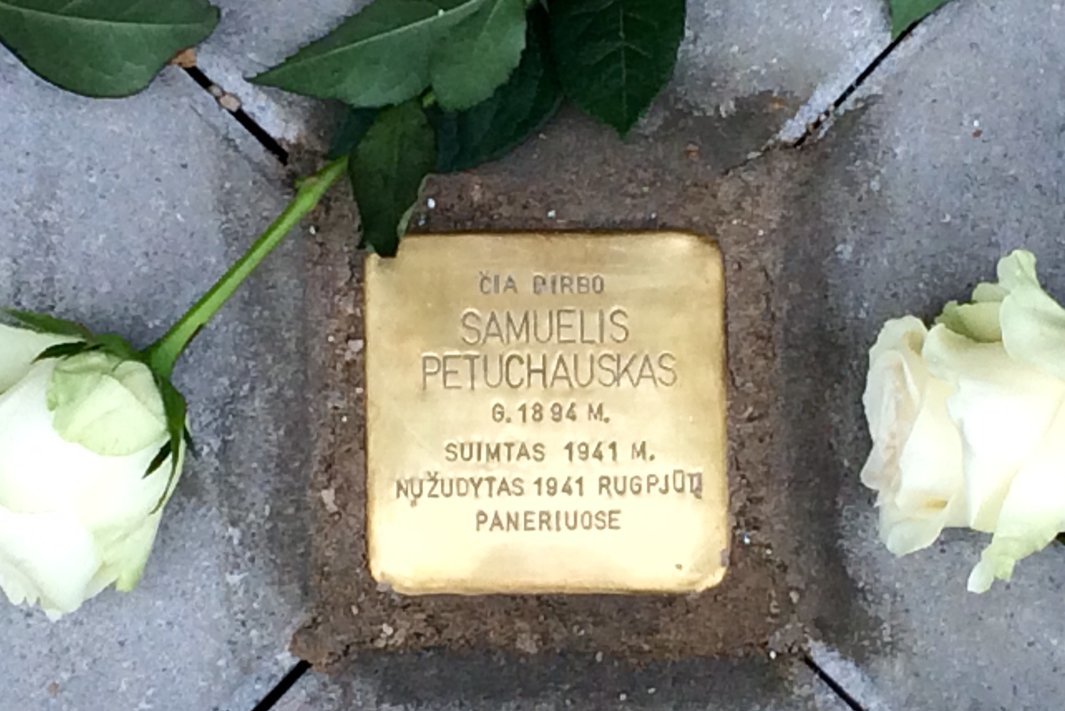 ČIA DIRBO
SAMUELIS
PETUCHAUSKAS
G. 1894 M.
SUIMTAS 1941 M.
NUŽUDYTAS 1941 RUGPJŪTĮ
PANERIUOSE